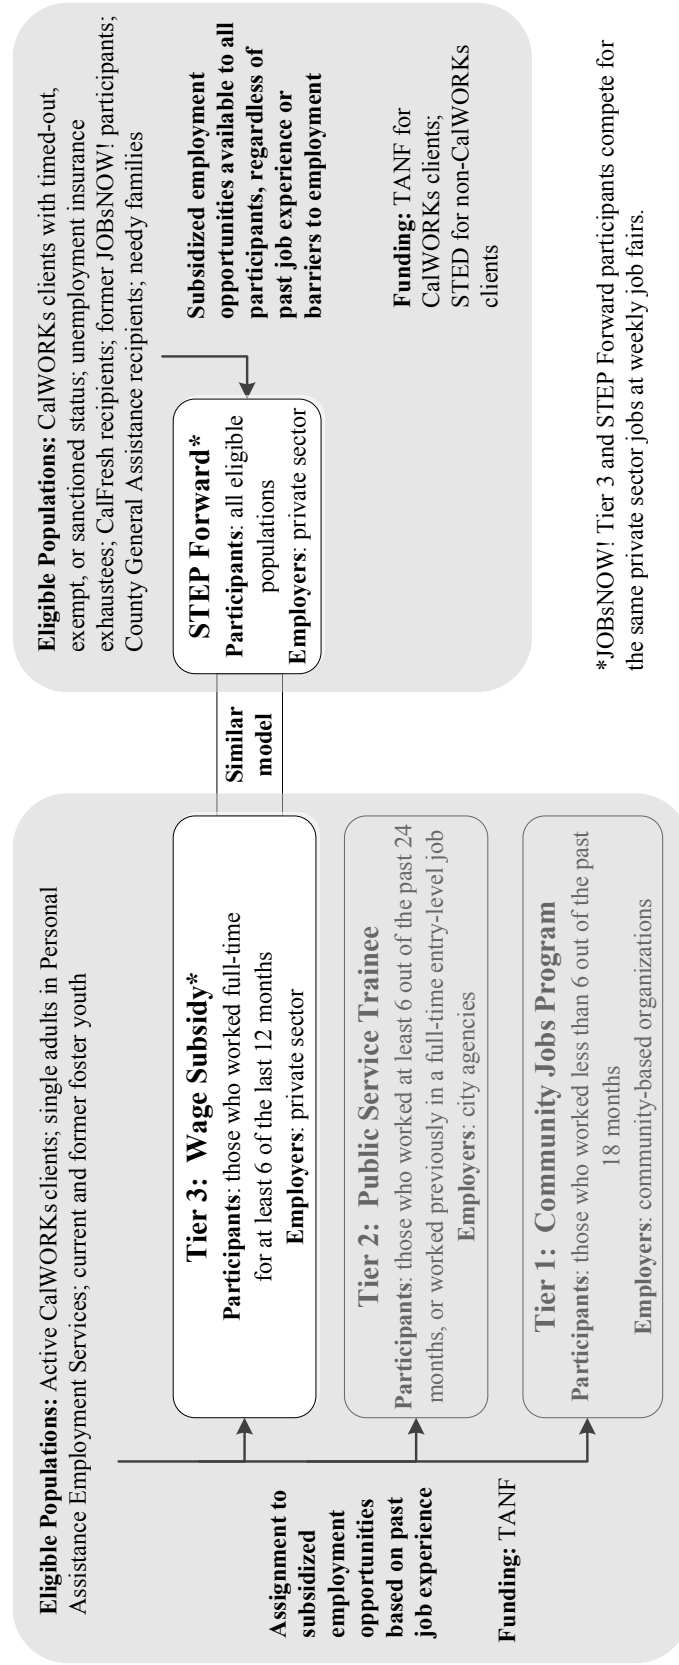 Eligible Populations: Active CalWORKs clients; single adults in Personal
Assistance Employment Services; current and former foster youth
Assignment to
subsidized
employment
opportunities
based on past
job experience
Funding: TANF
Tier 3: Wage Subsidy*
Participants: those who worked full-time
for at least 6 of the last 12 months
Employers: private sector
Tier 2: Public Service Trainee
Participants: those who worked at least 6 out of the past 24
months, or worked previously in a full-time entry-level job
Employers: city agencies
Tier 1: Community Jobs Program
Participants: those who worked less than 6 out of the past
18 months
Employers: community-based organizations
Similar
model
Eligible Populations: CalWORKs clients with timed-out,
exempt, or sanctioned status; unemployment insurance
exhaustees; CalFresh recipients; former JOBsNOW! participants;
County General Assistance recipients; needy families
STEP Forward*
Participants: all eligible
populations
Employers: private sector
Subsidized employment
opportunities available to all
participants, regardless of
past job experience or
barriers to employment
Funding: TANF for
CalWORKs clients;
STED for non-CalWORKs
clients
*JOBsNOW! Tier 3 and STEP Forward participants compete for
the same private sector jobs at weekly job fairs.